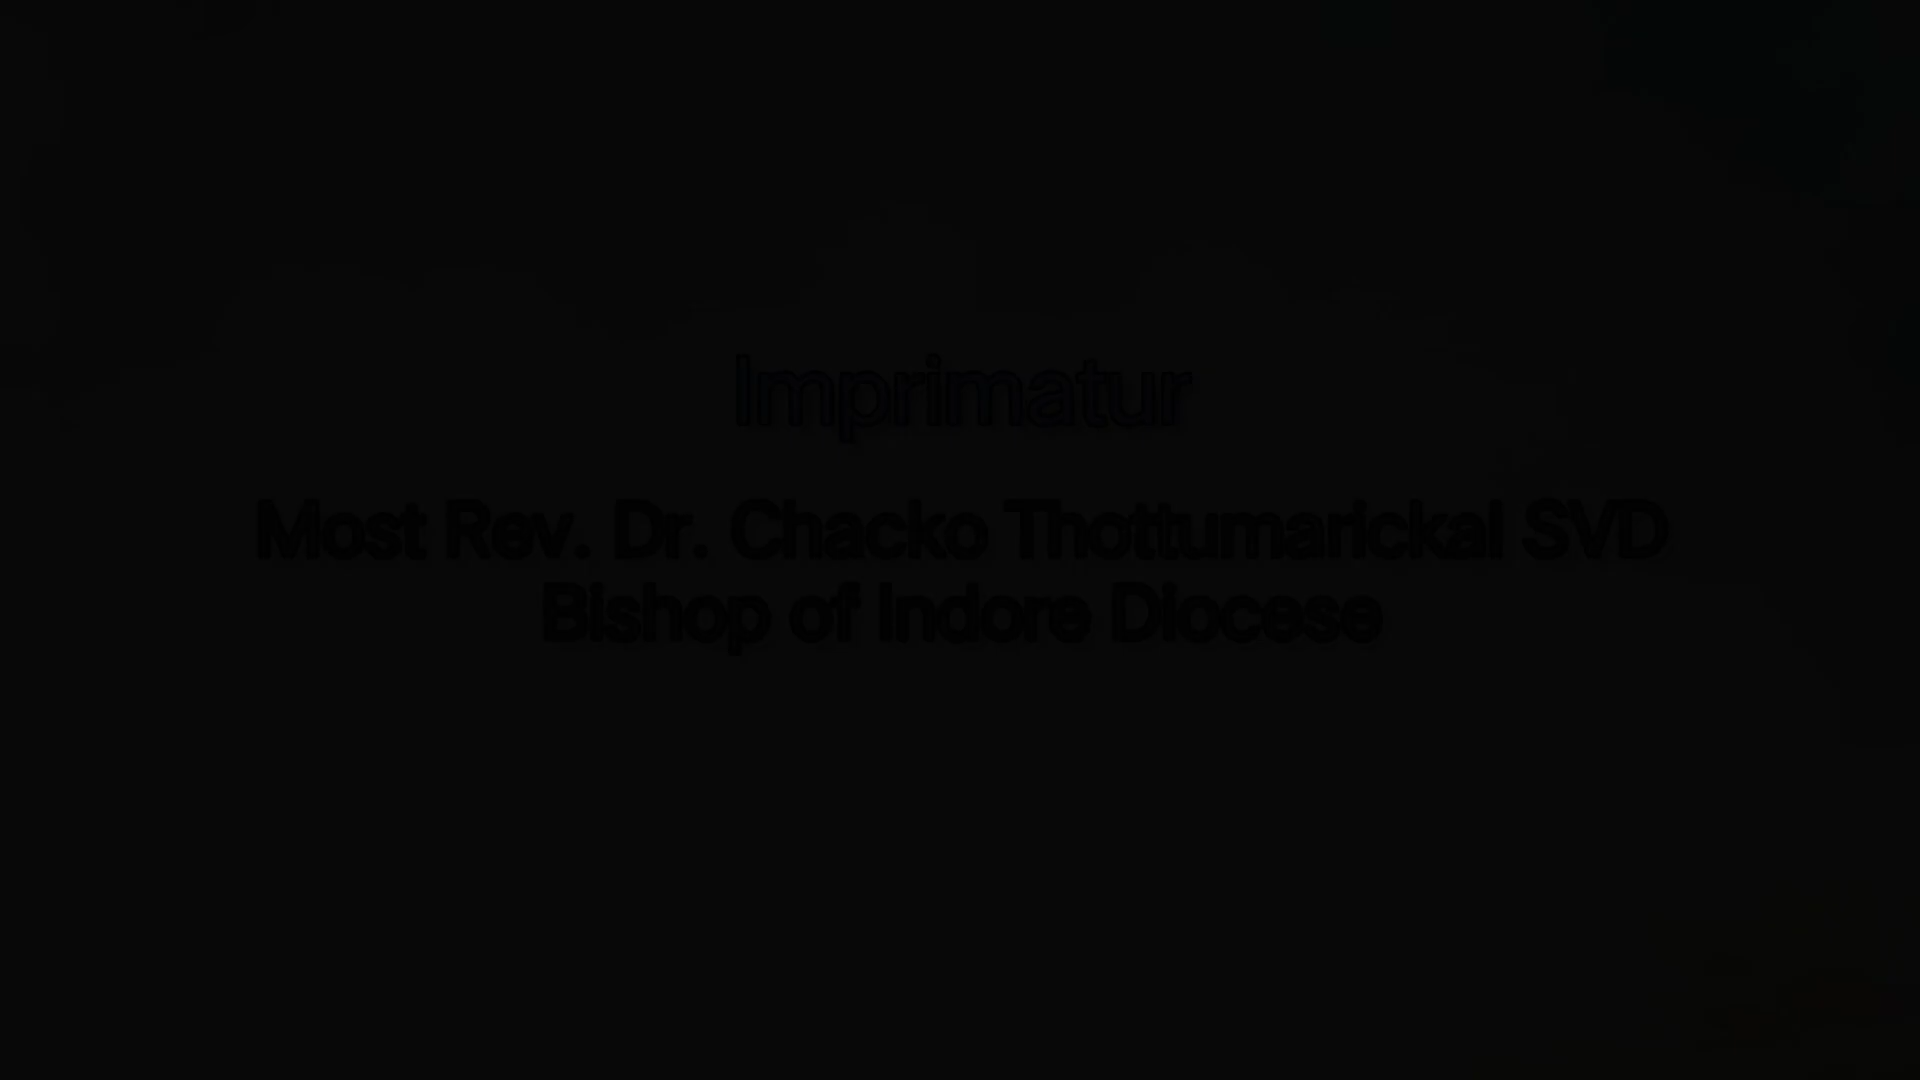 Imprimatur
Most Rev. Dr. Chacko Thottumarickal SVD
Bishop of Indore Diocese